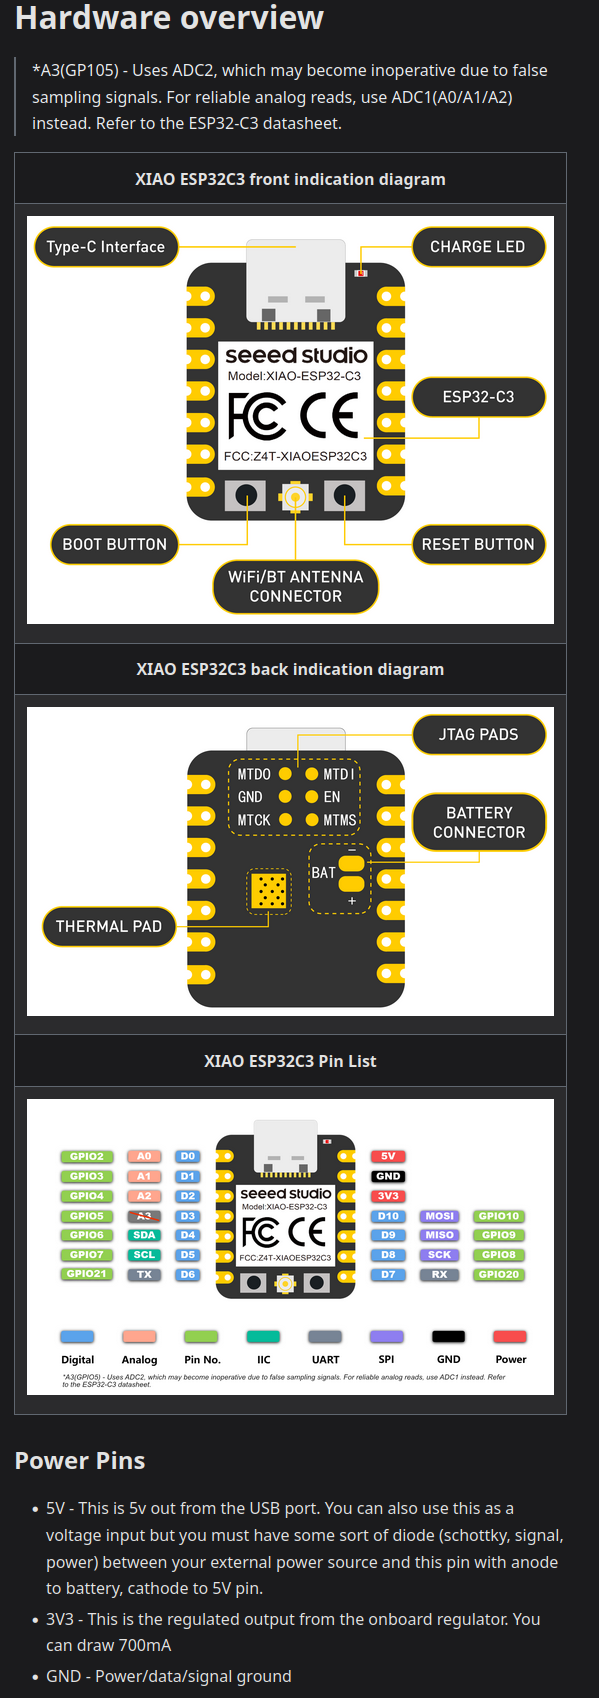 Hardware overview
*A3(GP105) - Uses ADC2, which may become inoperative due to false
sampling signals. For reliable analog reads, use ADC1(A0/A1/A2)
instead. Refer to the ESP32-C3 datasheet.
XIAO ESP32C3 front indication diagram
Type-C Interface
CHARGE LED
seeed studio
Model:XIAO-ESP32-C3
ESP32-C3
FC CE
FCC:Z4T-XIAOESP32C3
BOOT BUTTON
RESET BUTTON
WiFi/BT ANTENNA
CONNECTOR
XIAO ESP32C3 back indication diagram
JTAG PADS
MTDO MTDI
GND EN
MTCK MTMS
BATTERY
CONNECTOR
−
BAT
+
THERMAL PAD
XIAO ESP32C3 Pin List
GPIO2 A0 D0 5V
GPIO3 A1 D1 GND
GPIO4 A2 D2 3V3
GPIO5 A3 D3 D10 MOSI GPIO10
GPIO6 SDA D4 D9 MISO GPIO9
GPIO7 SCL D5 D8 SCK GPIO8
GPIO21 TX D6 D7 RX GPIO20
seeed studio
Model:XIAO-ESP32-C3
FC CE
FCC:Z4T-XIAOESP32C3
Digital Analog Pin No. IIC UART SPI GND Power
*A3(GPIO5) - Uses ADC2, which may become inoperative due to false sampling signals. For reliable analog reads, use ADC1 instead. Refer
to the ESP32-C3 datasheet.
Power Pins
• 5V - This is 5v out from the USB port. You can also use this as a
voltage input but you must have some sort of diode (schottky, signal,
power) between your external power source and this pin with anode
to battery, cathode to 5V pin.
• 3V3 - This is the regulated output from the onboard regulator. You
can draw 700mA
• GND - Power/data/signal ground